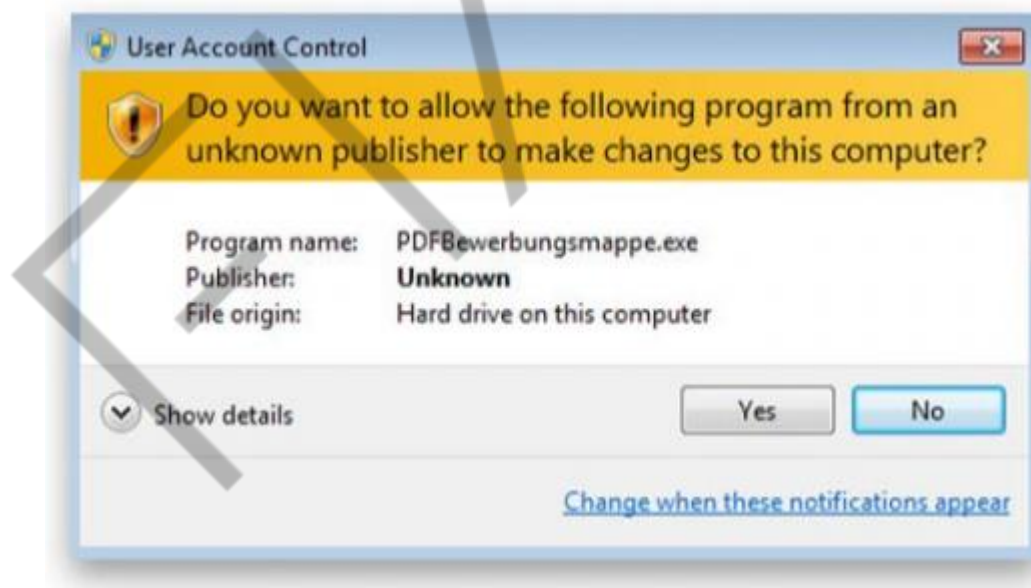 User Account Control
Do you want to allow the following program from an
unknown publisher to make changes to this computer?
Program name: PDFBewerbungsmappe.exe
Publisher: Unknown
File origin: Hard drive on this computer
Show details
Yes No
Change when these notifications appear